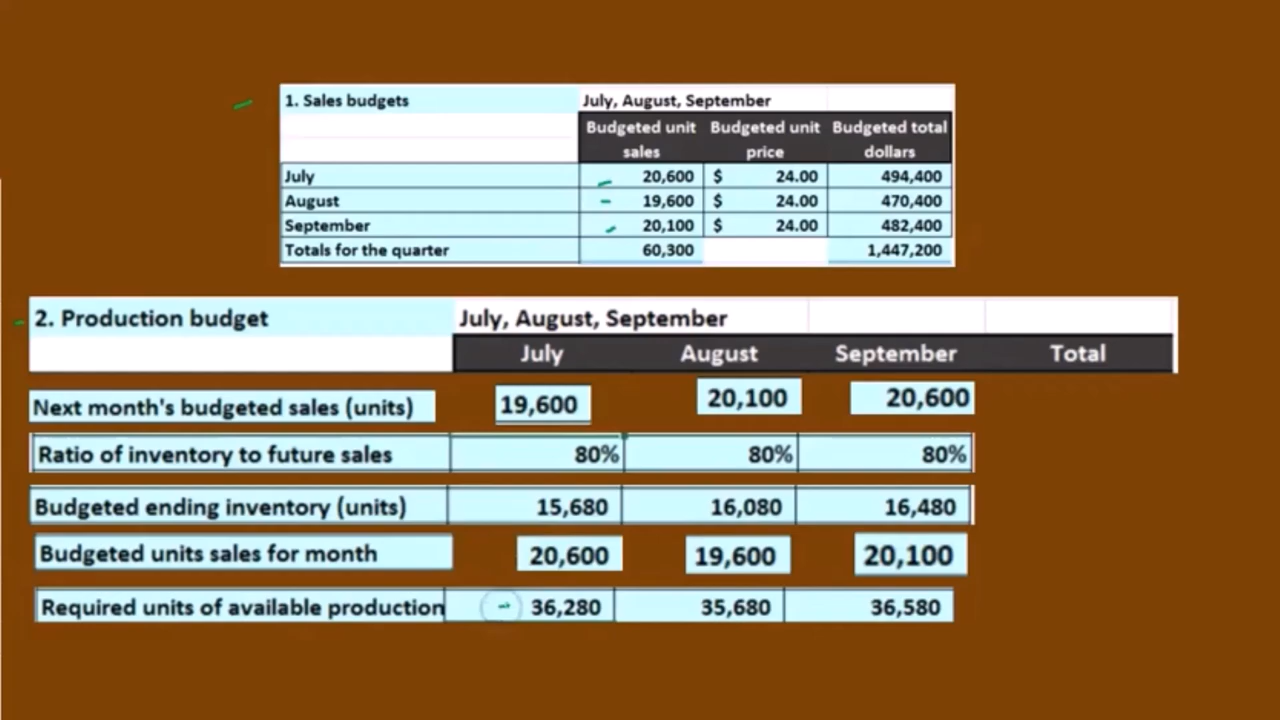 1. Sales budgets July, August, September
Budgeted unit sales Budgeted unit price Budgeted total dollars
July 20,600 $ 24.00 494,400
August 19,600 $ 24.00 470,400
September 20,100 $ 24.00 482,400
Totals for the quarter 60,300 1,447,200
2. Production budget July, August, September
July August September Total
Next month's budgeted sales (units) 19,600 20,100 20,600
Ratio of inventory to future sales 80% 80% 80%
Budgeted ending inventory (units) 15,680 16,080 16,480
Budgeted units sales for month 20,600 19,600 20,100
Required units of available production 36,280 35,680 36,580